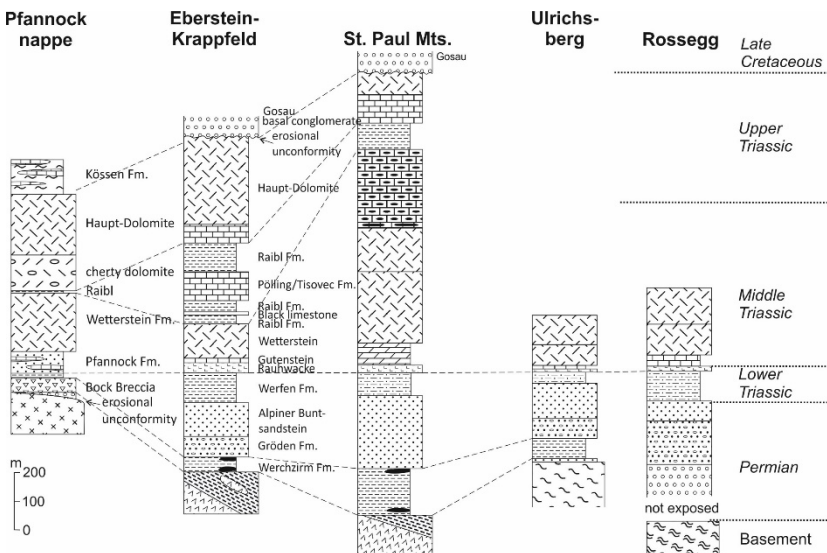 Pfannock
nappe
Eberstein-
Krappfeld
St. Paul Mts.
Ulrichs-
berg
Rossegg
Late
Cretaceous
Gosau
Gosau
basal conglomerate
erosional
unconformity
Upper
Triassic
Kössen Fm.
Haupt-Dolomite
Haupt-Dolomite
cherty dolomite
Raibl
Wetterstein Fm.
Raibl Fm.
Pölling/Tisovec Fm.
Raibl Fm.
Black limestone
Raibl Fm.
Wetterstein
Gutenstein
Rauhwacke
Middle
Triassic
Pfannock Fm.
Bock Breccia
erosional
unconformity
Werfen Fm.
Alpiner Bunt-
sandstein
Gröden Fm.
Werchzirm Fm.
Lower
Triassic
Permian
m
200
100
0
not exposed
Basement